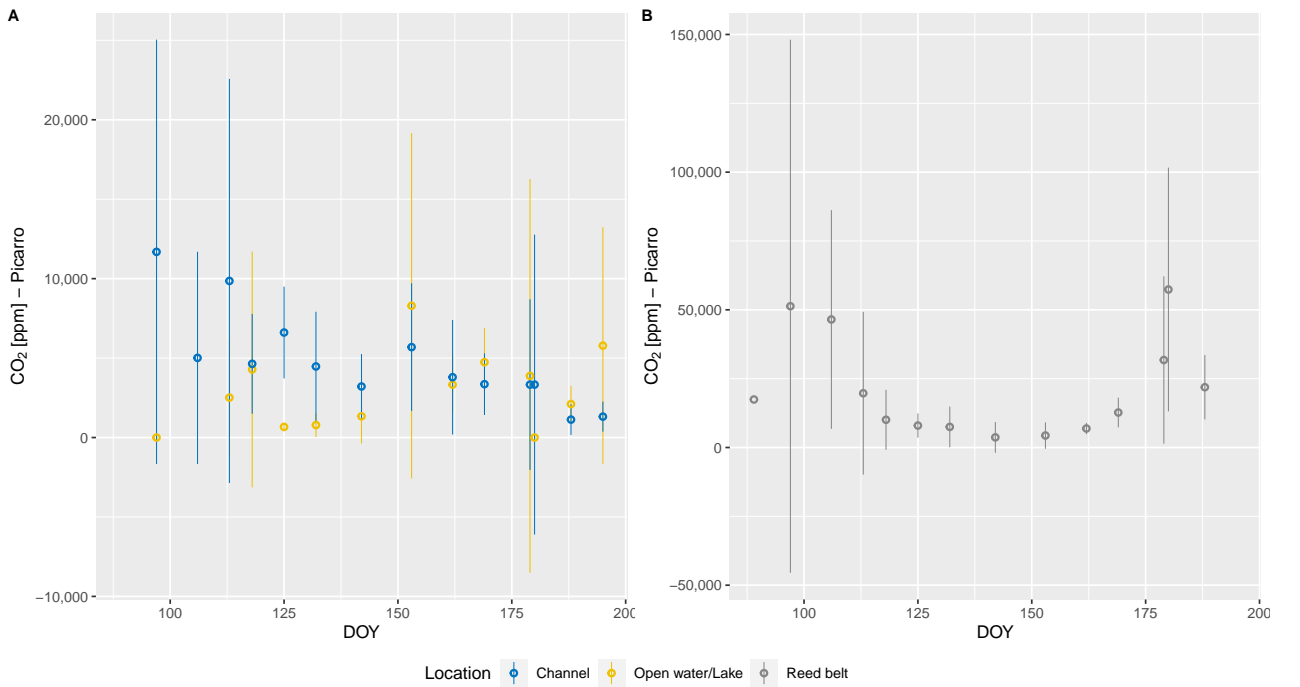 A
CO2 [ppm] − Picarro
20,000
10,000
0
−10,000
100
125
150
175
200
DOY
B
CO2 [ppm] − Picarro
150,000
100,000
50,000
0
−50,000
100
125
150
175
200
DOY
Location Channel Open water/Lake Reed belt